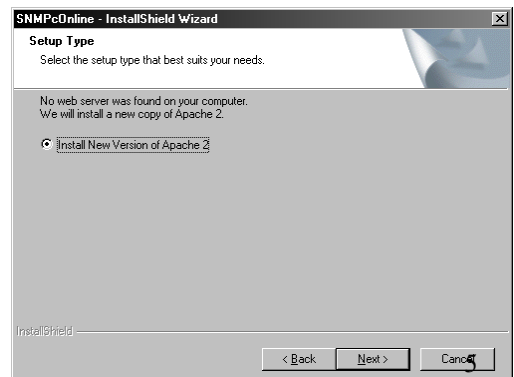 SNMPcOnline - InstallShield Wizard
Setup Type
Select the setup type that best suits your needs.
No web server was found on your computer.
We will install a new copy of Apache 2.
Install New Version of Apache 2
InstallShield
< Back Next > Cancel
5